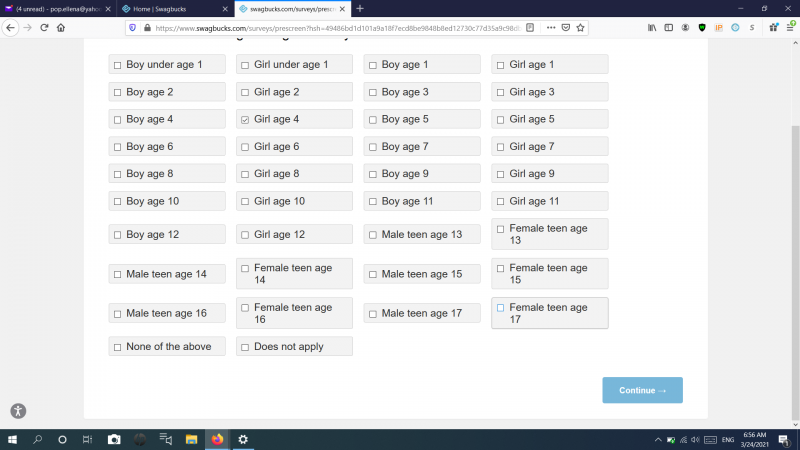 (4 unread) - pop.ellena@yaho
Home | Swagbucks
swagbucks.com/surveys/presc
https://www.swagbucks.com/surveys/prescreen?hsh=
Boy under age 1
Girl under age 1
Boy age 1
Girl age 1
Boy age 2
Girl age 2
Boy age 3
Girl age 3
Boy age 4
Girl age 4
Boy age 5
Girl age 5
Boy age 6
Girl age 6
Boy age 7
Girl age 7
Boy age 8
Girl age 8
Boy age 9
Girl age 9
Boy age 10
Girl age 10
Boy age 11
Girl age 11
Boy age 12
Girl age 12
Male teen age 13
Female teen age
13
Male teen age 14
Female teen age
14
Male teen age 15
Female teen age
15
Male teen age 16
Female teen age
16
Male teen age 17
Female teen age
17
None of the above
Does not apply
Continue →
ENG
6:56 AM
3/24/2021
1